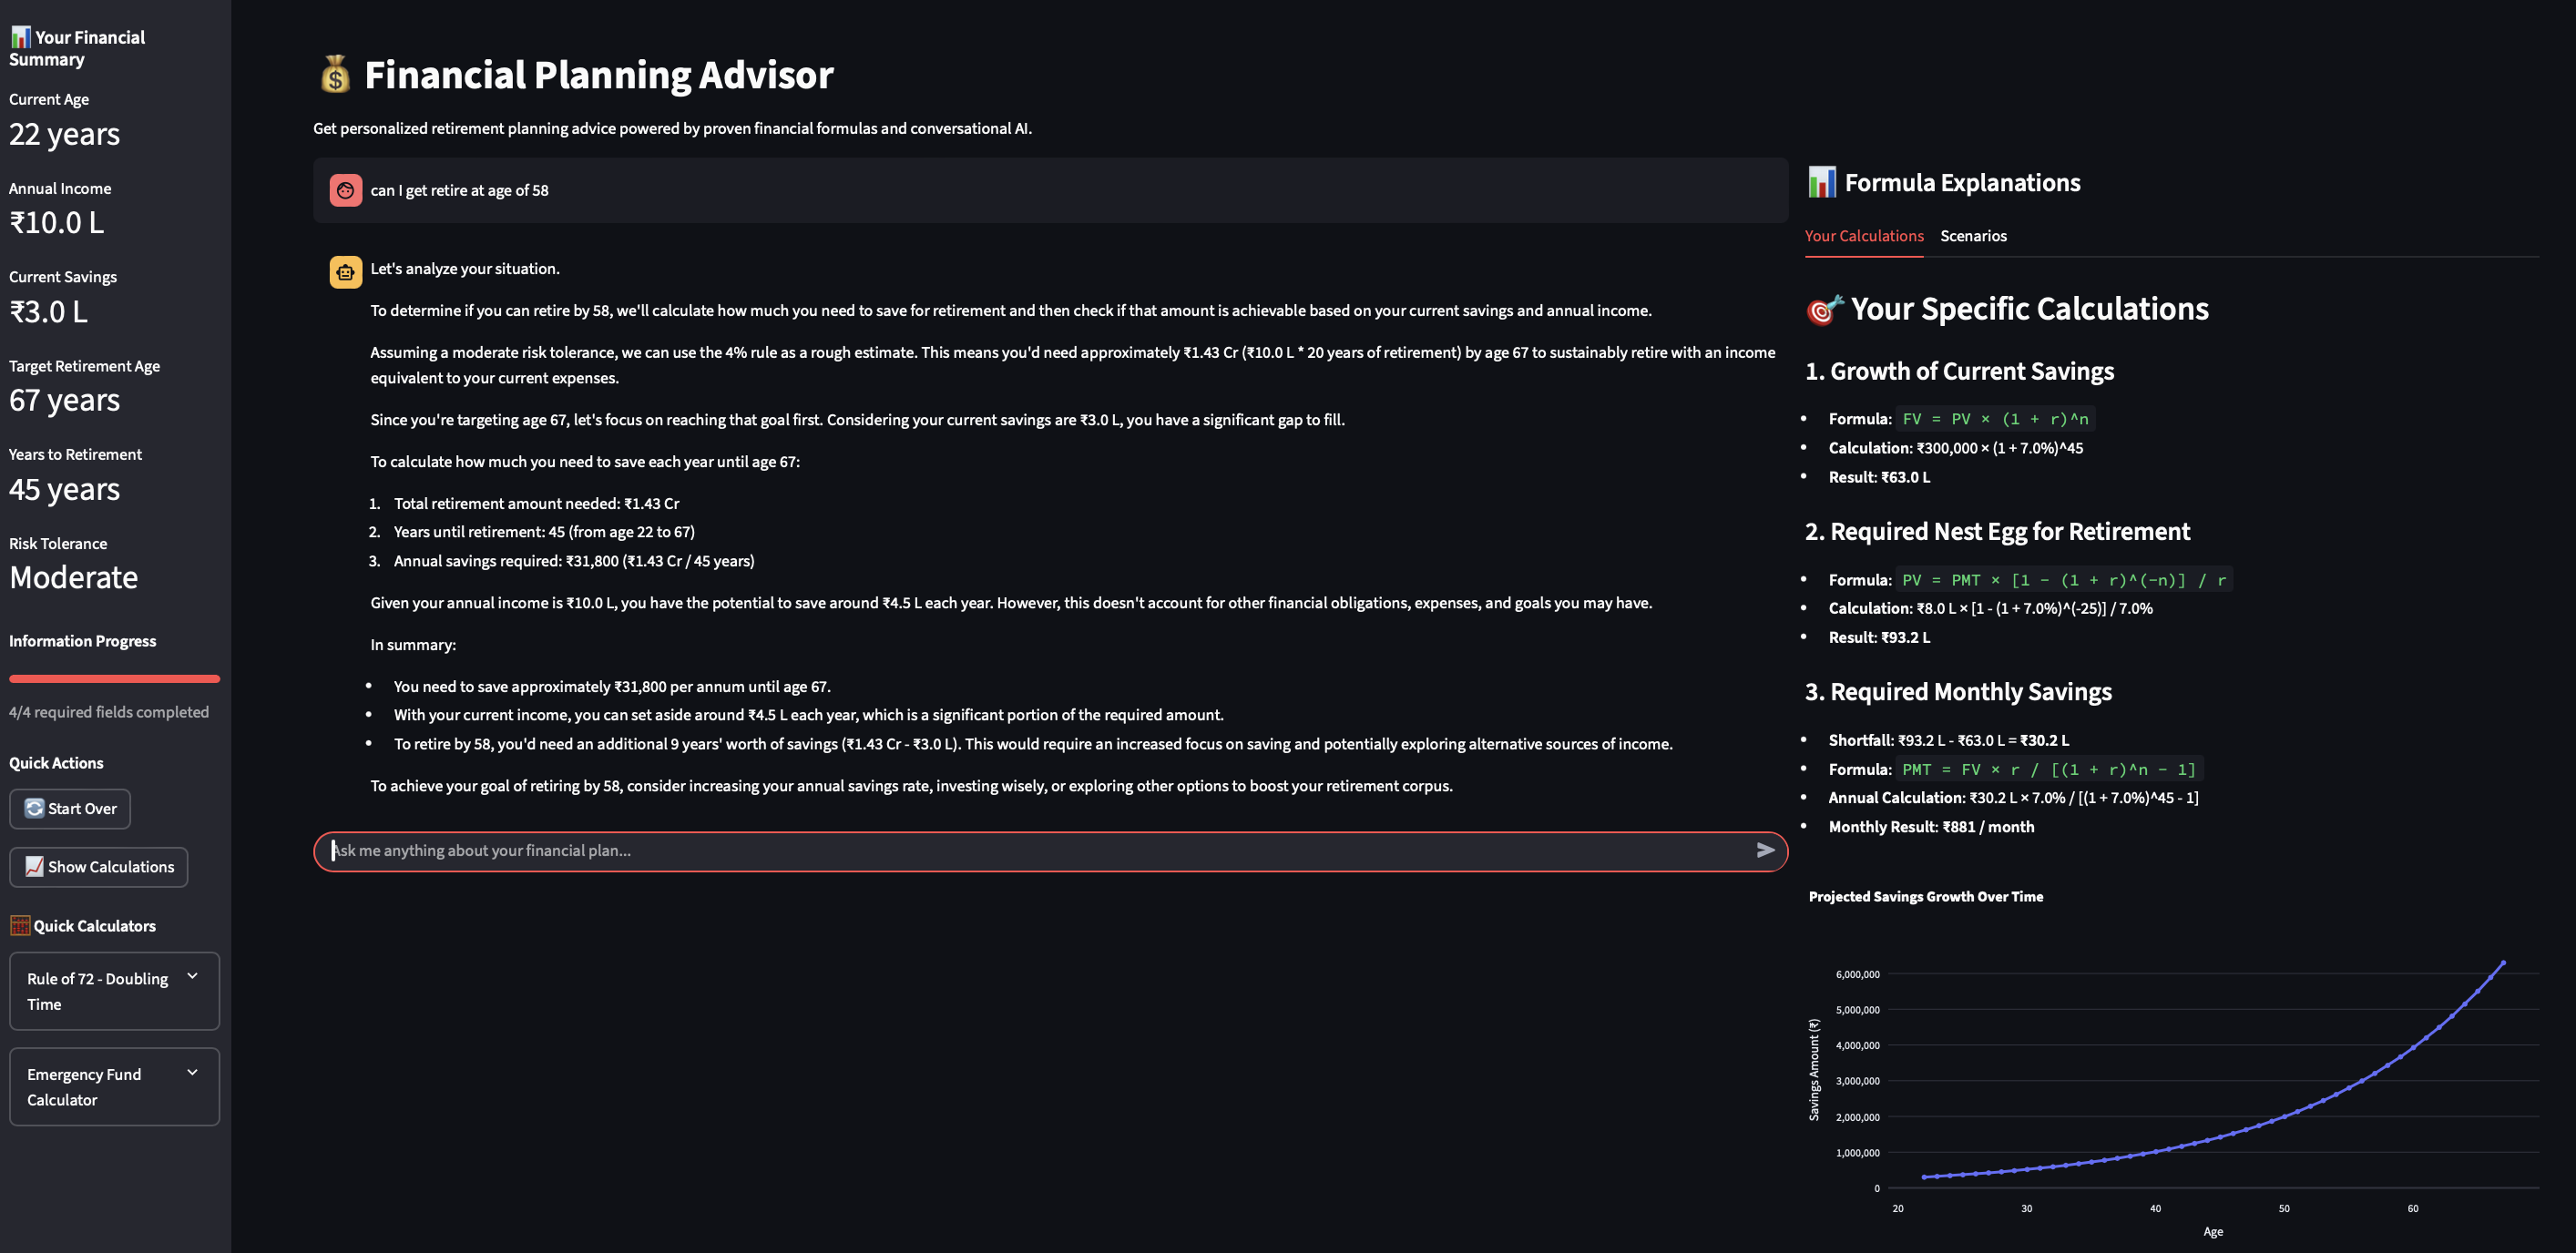 📊 Your Financial
Summary
Current Age
22 years
Annual Income
₹10.0 L
Current Savings
₹3.0 L
Target Retirement Age
67 years
Years to Retirement
45 years
Risk Tolerance
Moderate
Information Progress
4/4 required fields completed
Quick Actions
🔄 Start Over
📈 Show Calculations
🧮 Quick Calculators
Rule of 72 - Doubling
Time
Emergency Fund
Calculator
💰 Financial Planning Advisor
Get personalized retirement planning advice powered by proven financial formulas and conversational AI.
can I get retire at age of 58
Let's analyze your situation.
To determine if you can retire by 58, we'll calculate how much you need to save for retirement and then check if that amount is achievable based on your current savings and annual income.
Assuming a moderate risk tolerance, we can use the 4% rule as a rough estimate. This means you'd need approximately ₹1.43 Cr (₹10.0 L * 20 years of retirement) by age 67 to sustainably retire with an income
equivalent to your current expenses.
Since you're targeting age 67, let's focus on reaching that goal first. Considering your current savings are ₹3.0 L, you have a significant gap to fill.
To calculate how much you need to save each year until age 67:
1. Total retirement amount needed: ₹1.43 Cr
2. Years until retirement: 45 (from age 22 to 67)
3. Annual savings required: ₹31,800 (₹1.43 Cr / 45 years)
Given your annual income is ₹10.0 L, you have the potential to save around ₹4.5 L each year. However, this doesn't account for other financial obligations, expenses, and goals you may have.
In summary:
• You need to save approximately ₹31,800 per annum until age 67.
• With your current income, you can set aside around ₹4.5 L each year, which is a significant portion of the required amount.
• To retire by 58, you'd need an additional 9 years' worth of savings (₹1.43 Cr - ₹3.0 L). This would require an increased focus on saving and potentially exploring alternative sources of income.
To achieve your goal of retiring by 58, consider increasing your annual savings rate, investing wisely, or exploring other options to boost your retirement corpus.
Ask me anything about your financial plan...
📊 Formula Explanations
Your Calculations Scenarios
🎯 Your Specific Calculations
1. Growth of Current Savings
• Formula: FV = PV × (1 + r)^n
• Calculation: ₹300,000 × (1 + 7.0%)^45
• Result: ₹63.0 L
2. Required Nest Egg for Retirement
• Formula: PV = PMT × [1 - (1 + r)^(-n)] / r
• Calculation: ₹8.0 L × [1 - (1 + 7.0%)^(-25)] / 7.0%
• Result: ₹93.2 L
3. Required Monthly Savings
• Shortfall: ₹93.2 L - ₹63.0 L = ₹30.2 L
• Formula: PMT = FV × r / [(1 + r)^n - 1]
• Annual Calculation: ₹30.2 L × 7.0% / [(1 + 7.0%)^45 - 1]
• Monthly Result: ₹881 / month
Projected Savings Growth Over Time
Savings Amount (₹)
6,000,000
5,000,000
4,000,000
3,000,000
2,000,000
1,000,000
0
20 30 40 50 60
Age